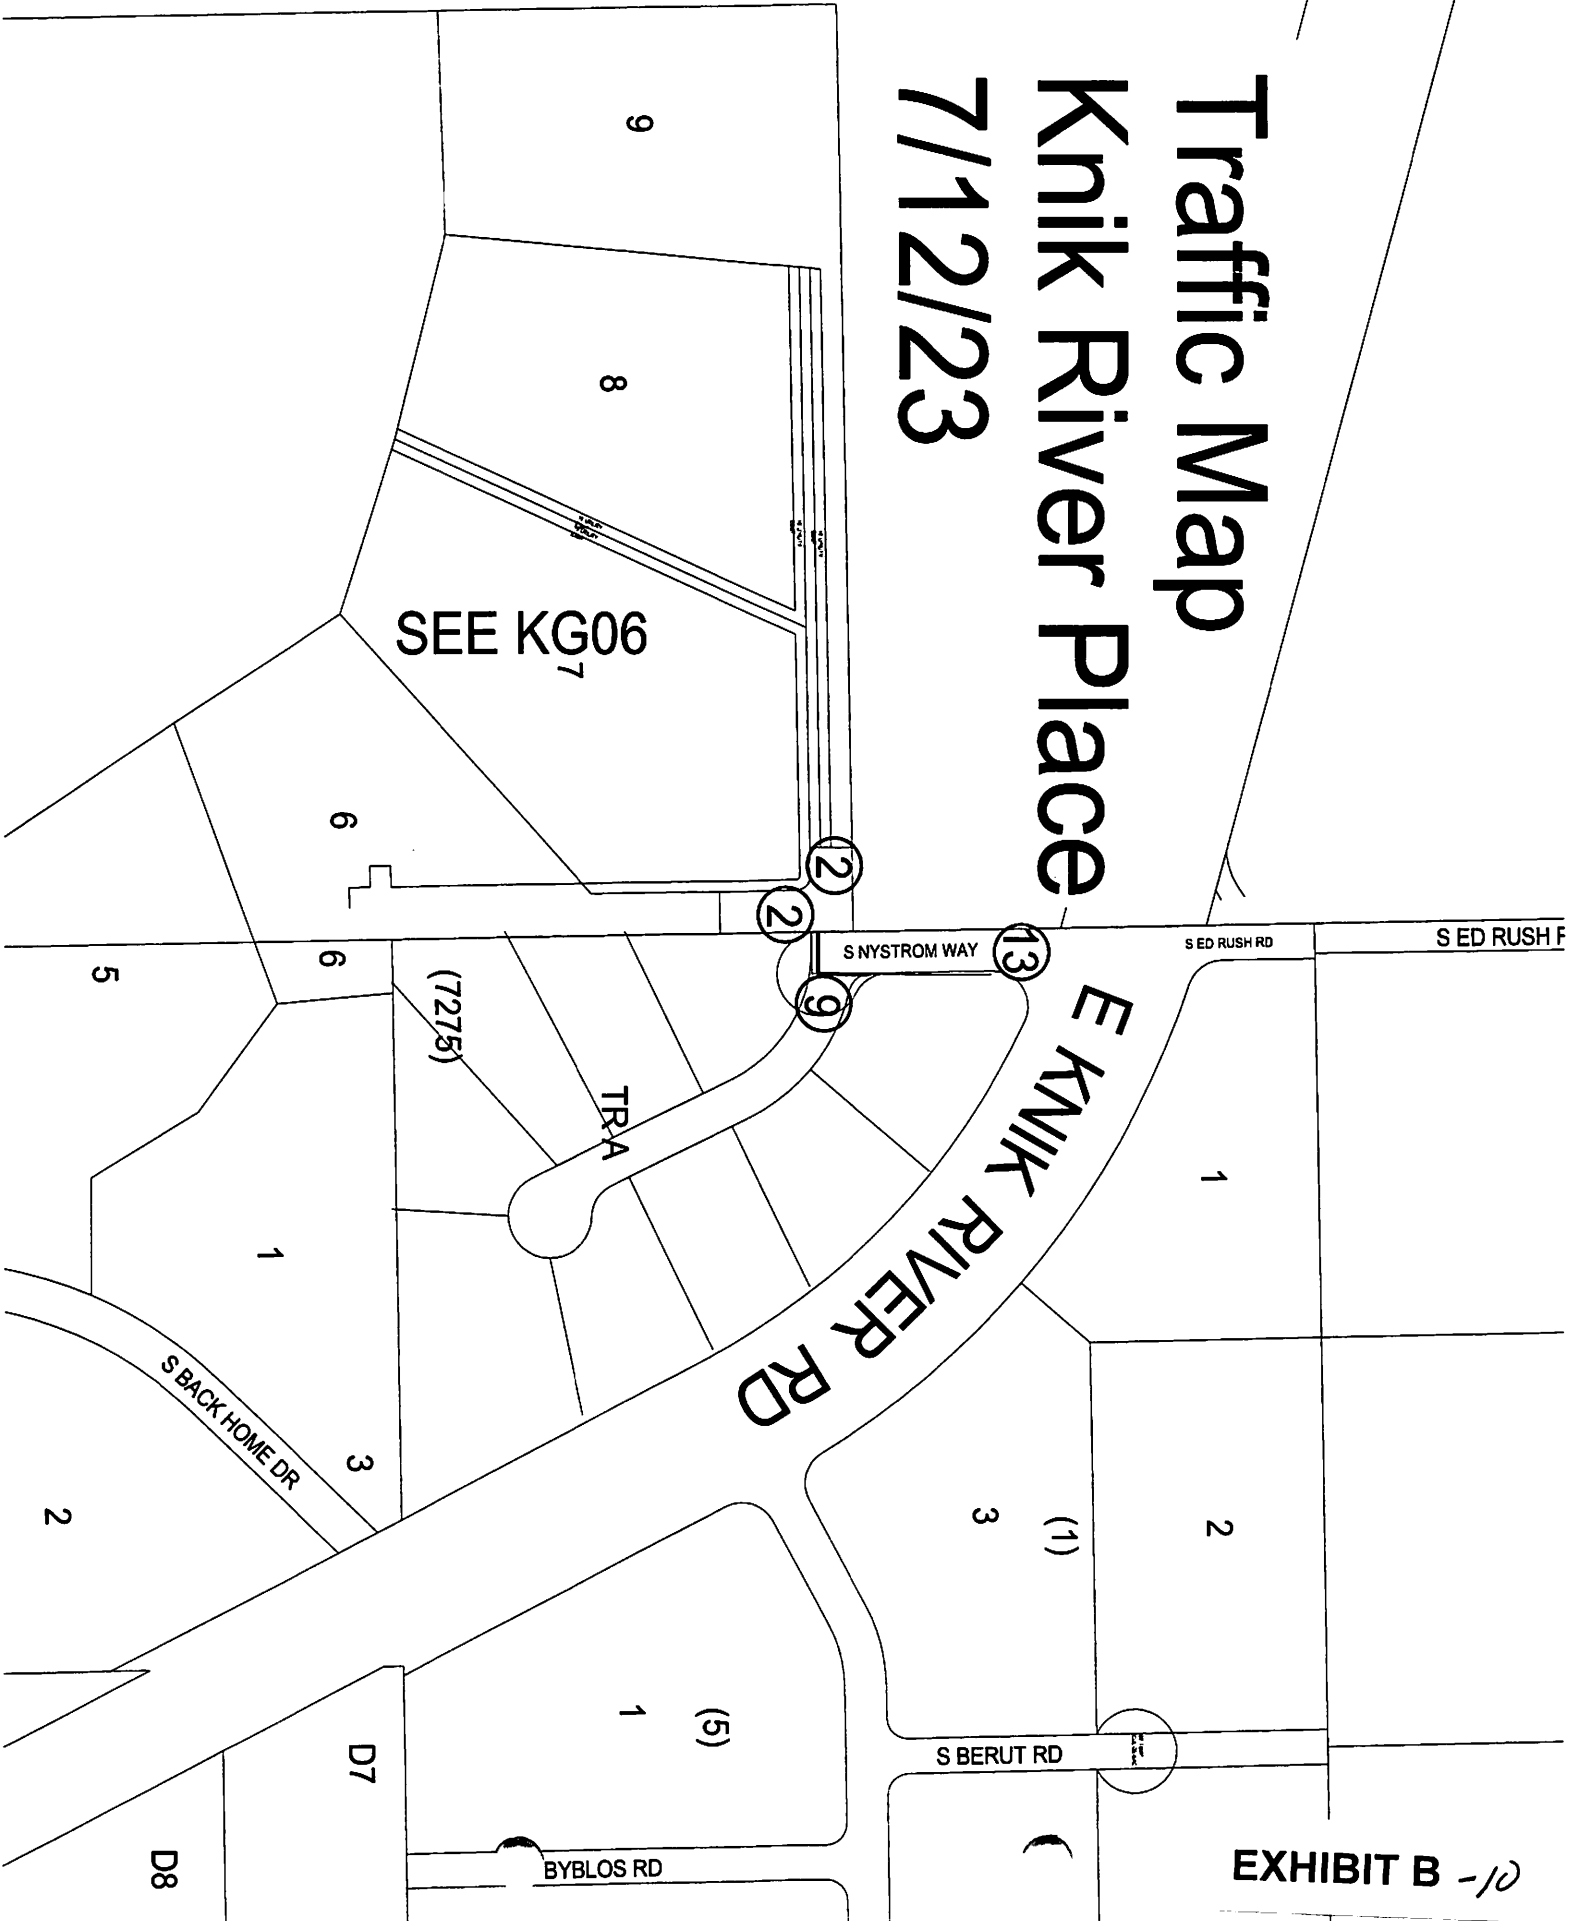 Traffic Map
Knik River Place
7/12/23
9
8
SEE KG06
7
6
2
2
S NYSTROM WAY
13
9
S ED RUSH RD
S ED RUSH R
E KNIK RIVER RD
5
6
(7275)
TR A
1
1
S BACK HOME DR
3
2
3
(1)
2
1
(5)
S BERUT RD
D7
D8
BYBLOS RD
EXHIBIT B -10